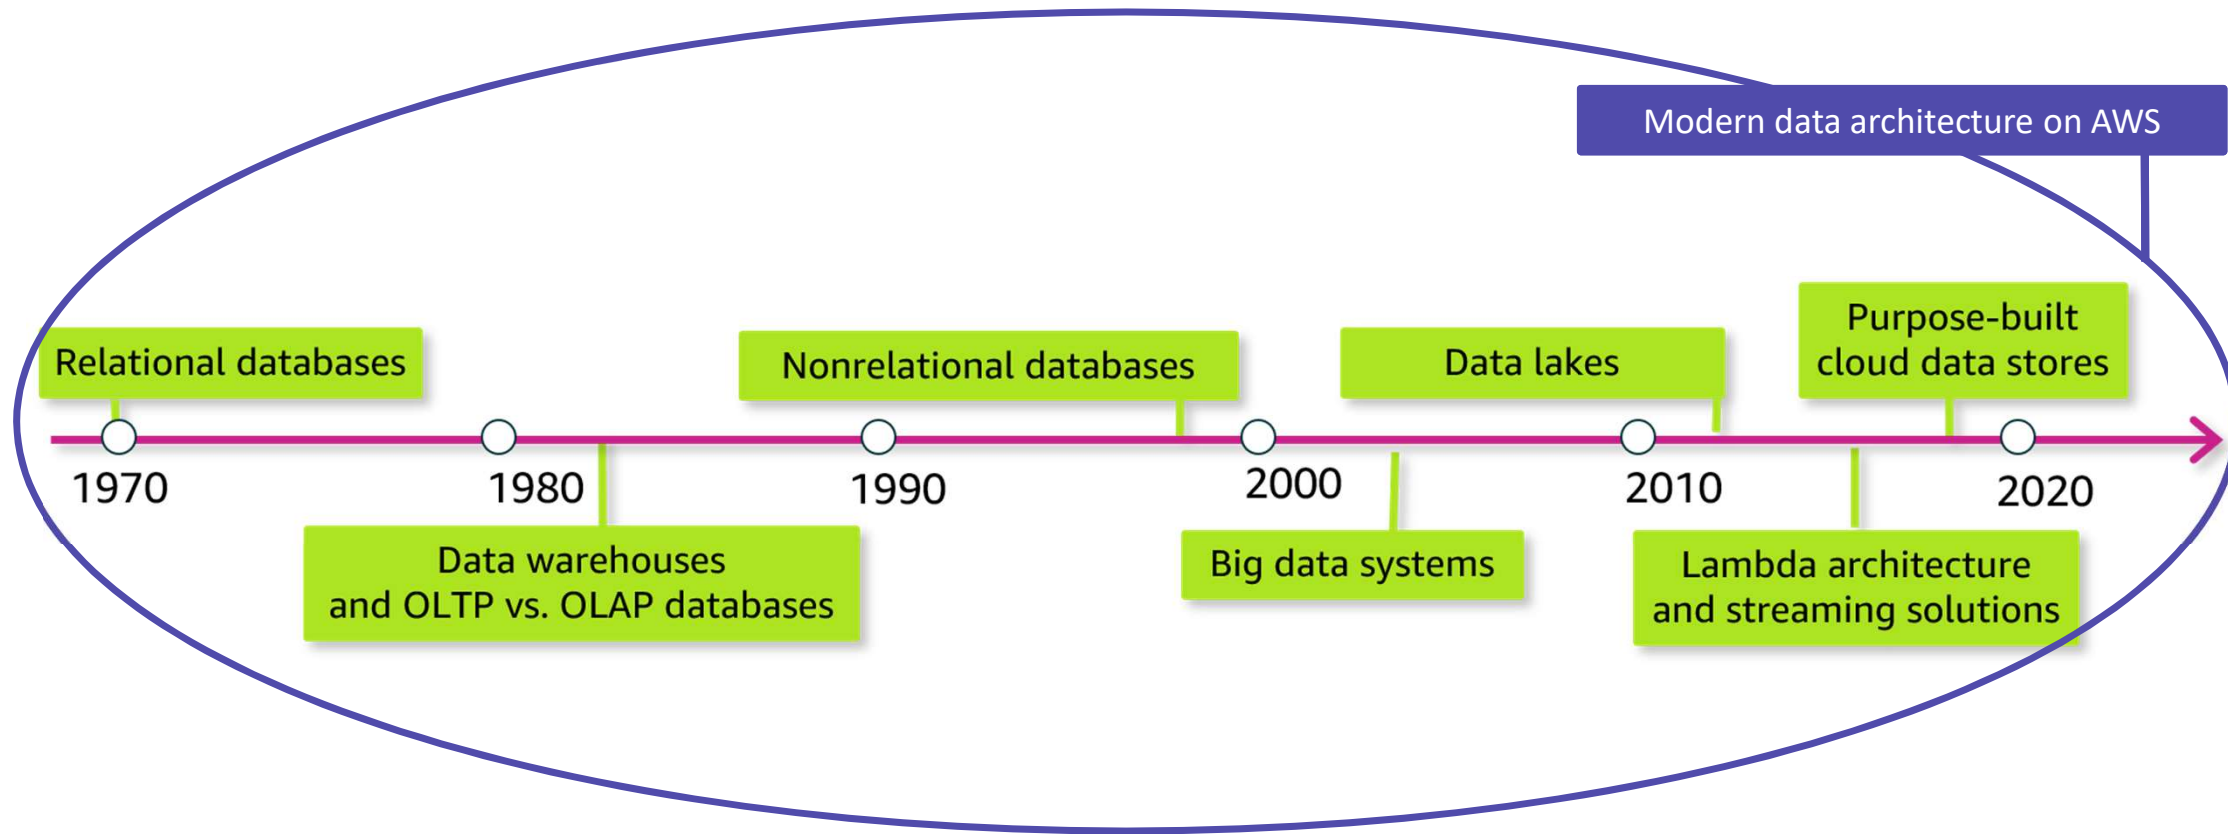 Modern data architecture on AWS
Relational databases
Nonrelational databases
Data lakes
Purpose-built
cloud data stores
1970
1980
1990
2000
2010
2020
Data warehouses
and OLTP vs. OLAP databases
Big data systems
Lambda architecture
and streaming solutions